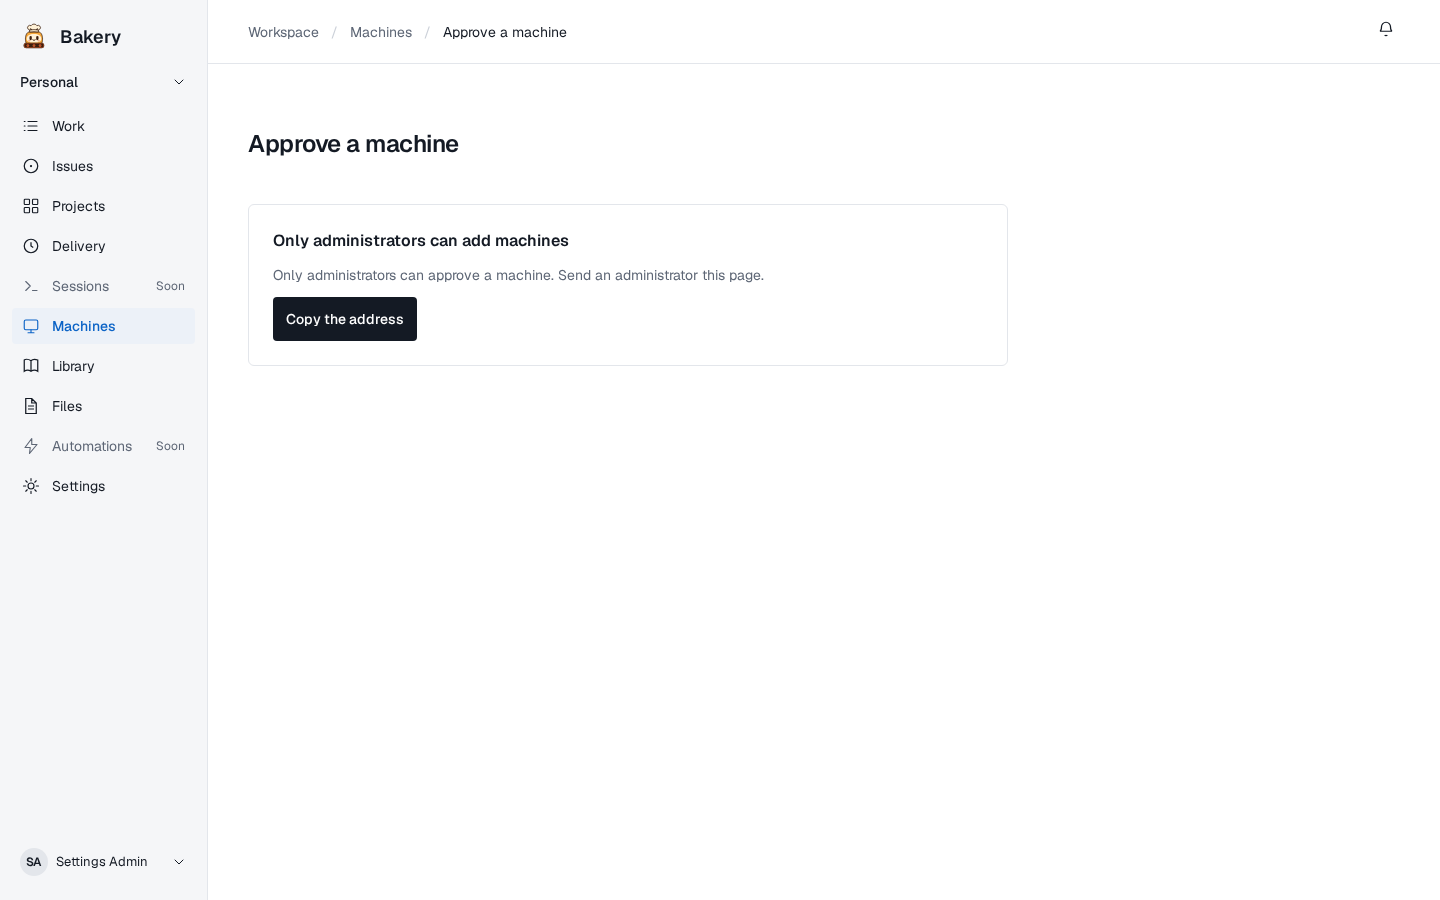 Bakery
Personal
Work
Issues
Projects
Delivery
Sessions Soon
Machines
Library
Files
Automations Soon
Settings
SA Settings Admin
Workspace / Machines / Approve a machine
Approve a machine
Only administrators can add machines
Only administrators can approve a machine. Send an administrator this page.
Copy the address